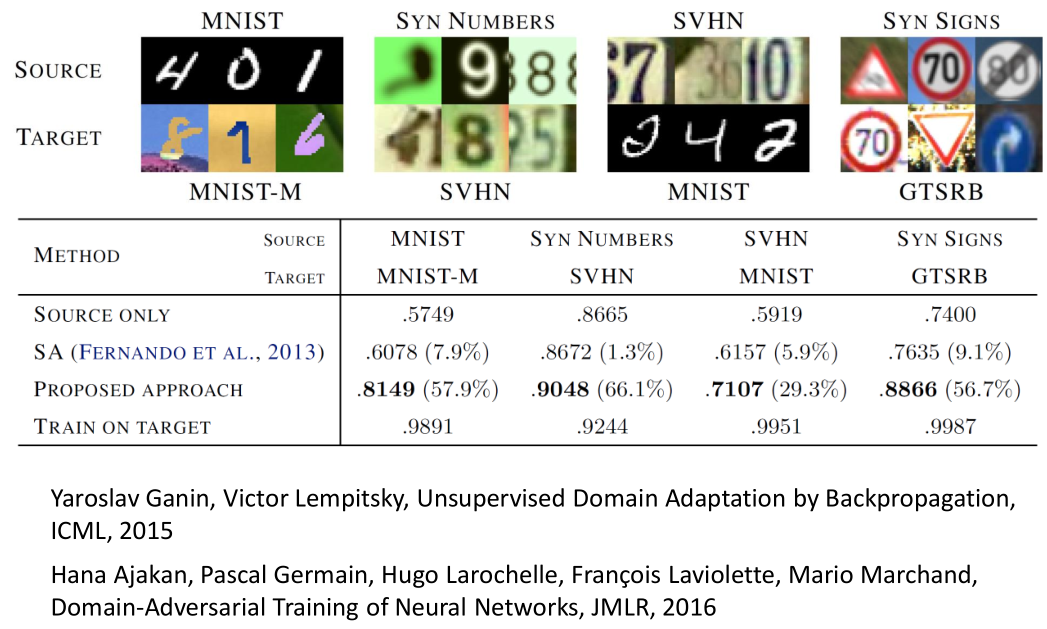 MNIST SYN NUMBERS SVHN SYN SIGNS
SOURCE
TARGET
MNIST-M SVHN MNIST GTSRB
METHOD SOURCE MNIST SYN NUMBERS SVHN SYN SIGNS
TARGET MNIST-M SVHN MNIST GTSRB
SOURCE ONLY .5749 .8665 .5919 .7400
SA (FERNANDO ET AL., 2013) .6078 (7.9%) .8672 (1.3%) .6157 (5.9%) .7635 (9.1%)
PROPOSED APPROACH .8149 (57.9%) .9048 (66.1%) .7107 (29.3%) .8866 (56.7%)
TRAIN ON TARGET .9891 .9244 .9951 .9987
Yaroslav Ganin, Victor Lempitsky, Unsupervised Domain Adaptation by Backpropagation,
ICML, 2015
Hana Ajakan, Pascal Germain, Hugo Larochelle, François Laviolette, Mario Marchand,
Domain-Adversarial Training of Neural Networks, JMLR, 2016